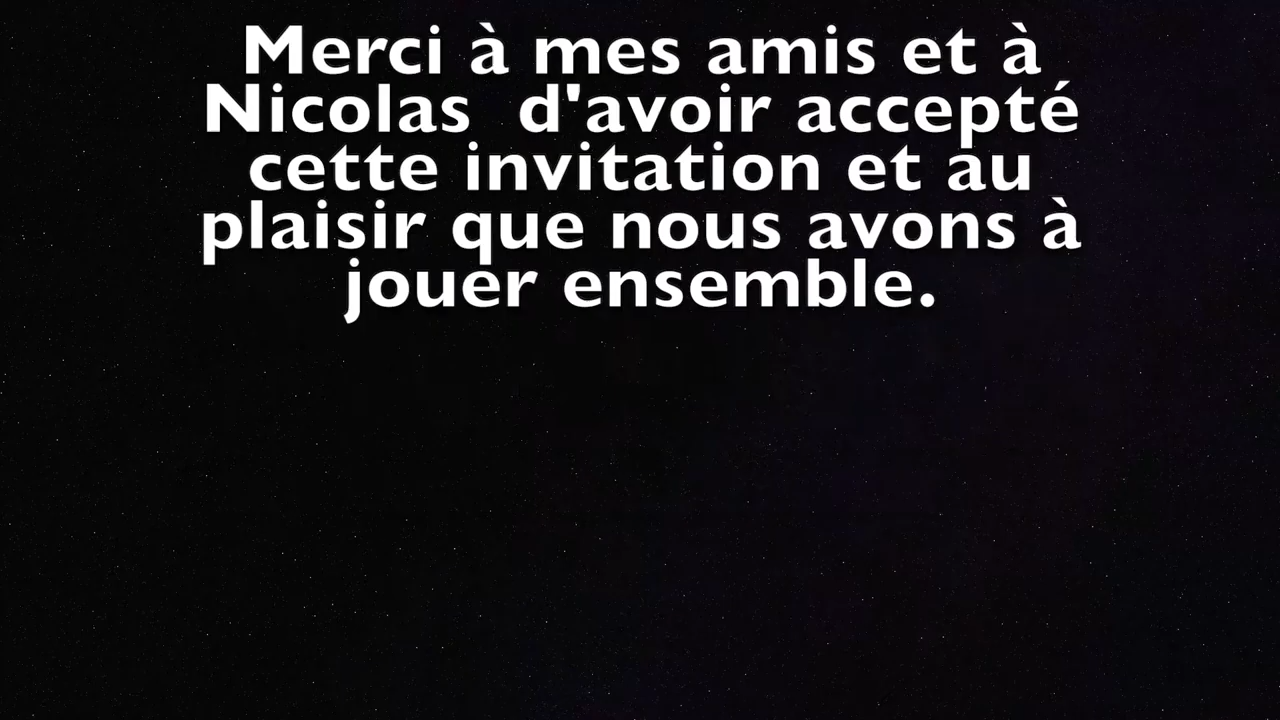 Merci à mes amis et à
Nicolas  d'avoir accepté
cette invitation et au
plaisir que nous avons à
jouer ensemble.